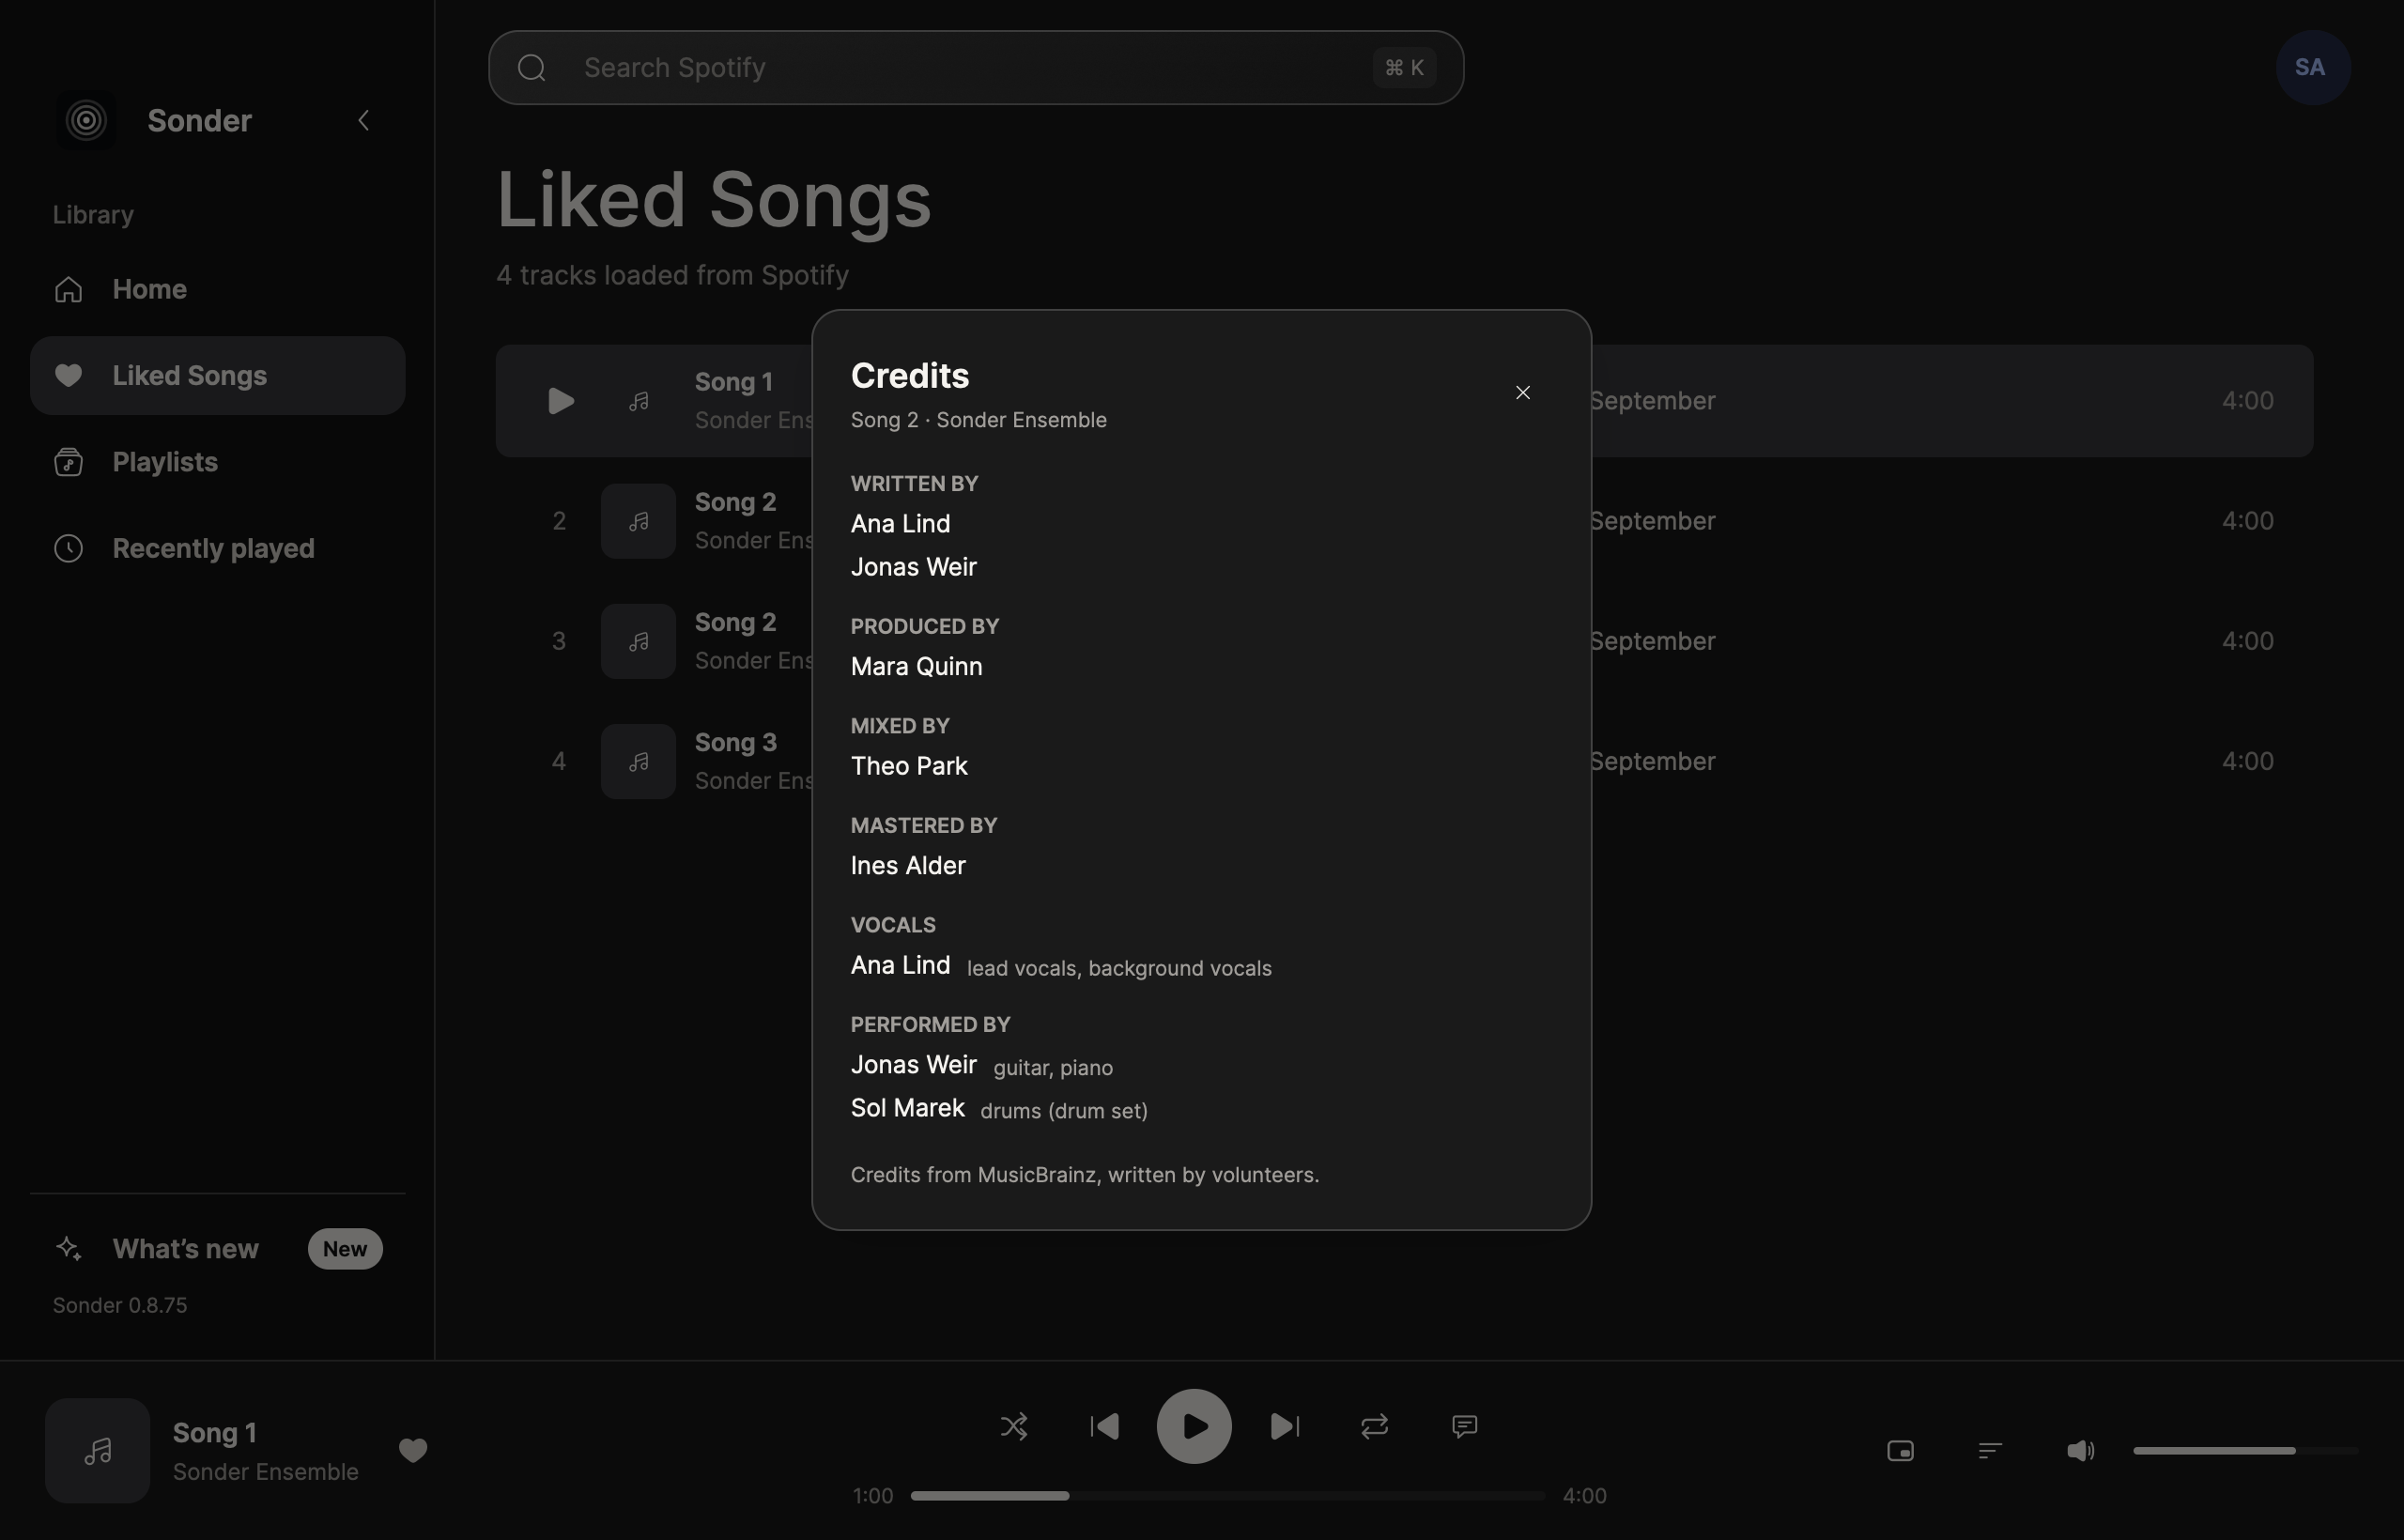 Search Spotify
⌘ K
SA
Sonder
Library
Home
Liked Songs
Playlists
Recently played
What’s new
New
Sonder 0.8.75
Liked Songs
4 tracks loaded from Spotify
Song 1
Sonder Ens
September
4:00
2
Song 2
Sonder Ens
September
4:00
3
Song 2
Sonder Ens
September
4:00
4
Song 3
Sonder Ens
September
4:00
Credits
Song 2 · Sonder Ensemble
WRITTEN BY
Ana Lind
Jonas Weir
PRODUCED BY
Mara Quinn
MIXED BY
Theo Park
MASTERED BY
Ines Alder
VOCALS
Ana Lind lead vocals, background vocals
PERFORMED BY
Jonas Weir guitar, piano
Sol Marek drums (drum set)
Credits from MusicBrainz, written by volunteers.
Song 1
Sonder Ensemble
1:00
4:00